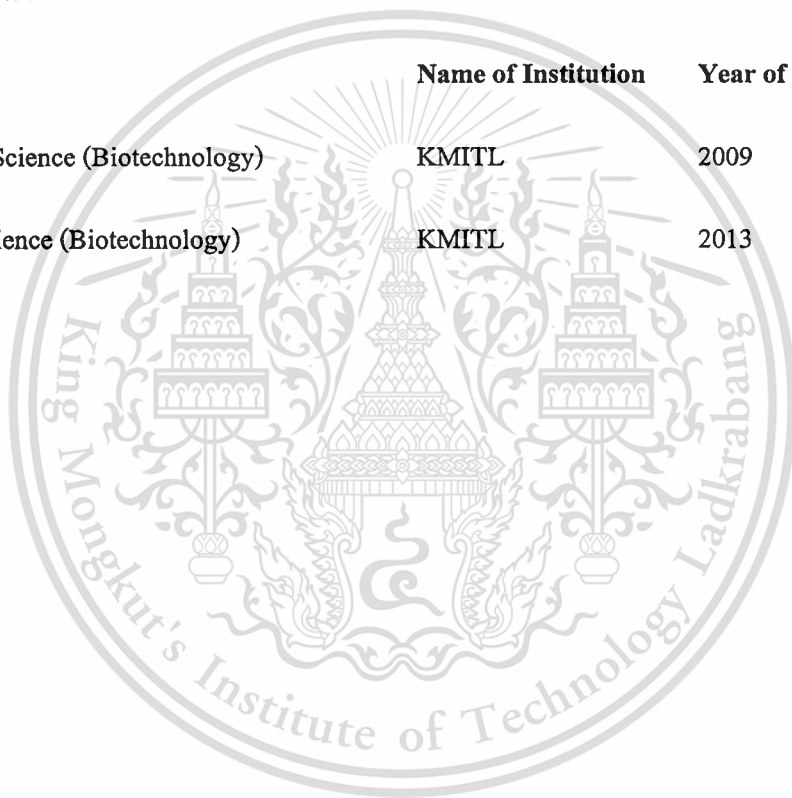 Name of Institution Year of
Science (Biotechnology) KMITL 2009
ience (Biotechnology) KMITL 2013
King Mongkut's Institute of Technology Ladkrabang